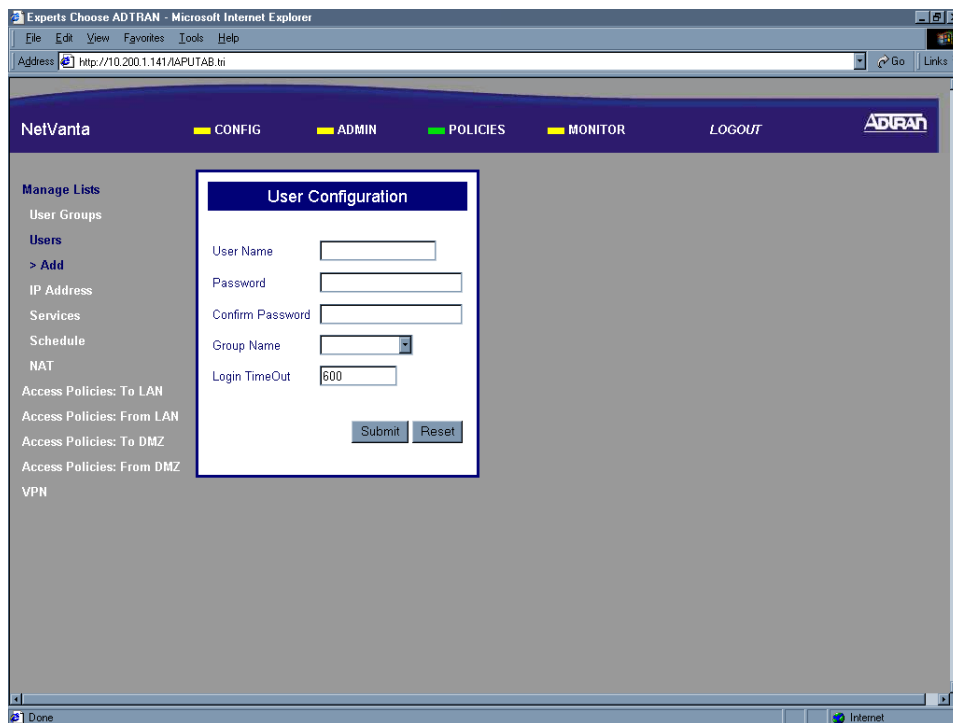 Experts Choose ADTRAN - Microsoft Internet Explorer
File Edit View Favorites Tools Help
Address http://10.200.1.141/IAPUTAB.tri Go Links
NetVanta CONFIG ADMIN POLICIES MONITOR LOGOUT ADTRAN
Manage Lists
User Groups
Users
> Add
IP Address
Services
Schedule
NAT
Access Policies: To LAN
Access Policies: From LAN
Access Policies: To DMZ
Access Policies: From DMZ
VPN
User Configuration
User Name
Password
Confirm Password
Group Name
Login TimeOut 600
Submit Reset
Done Internet